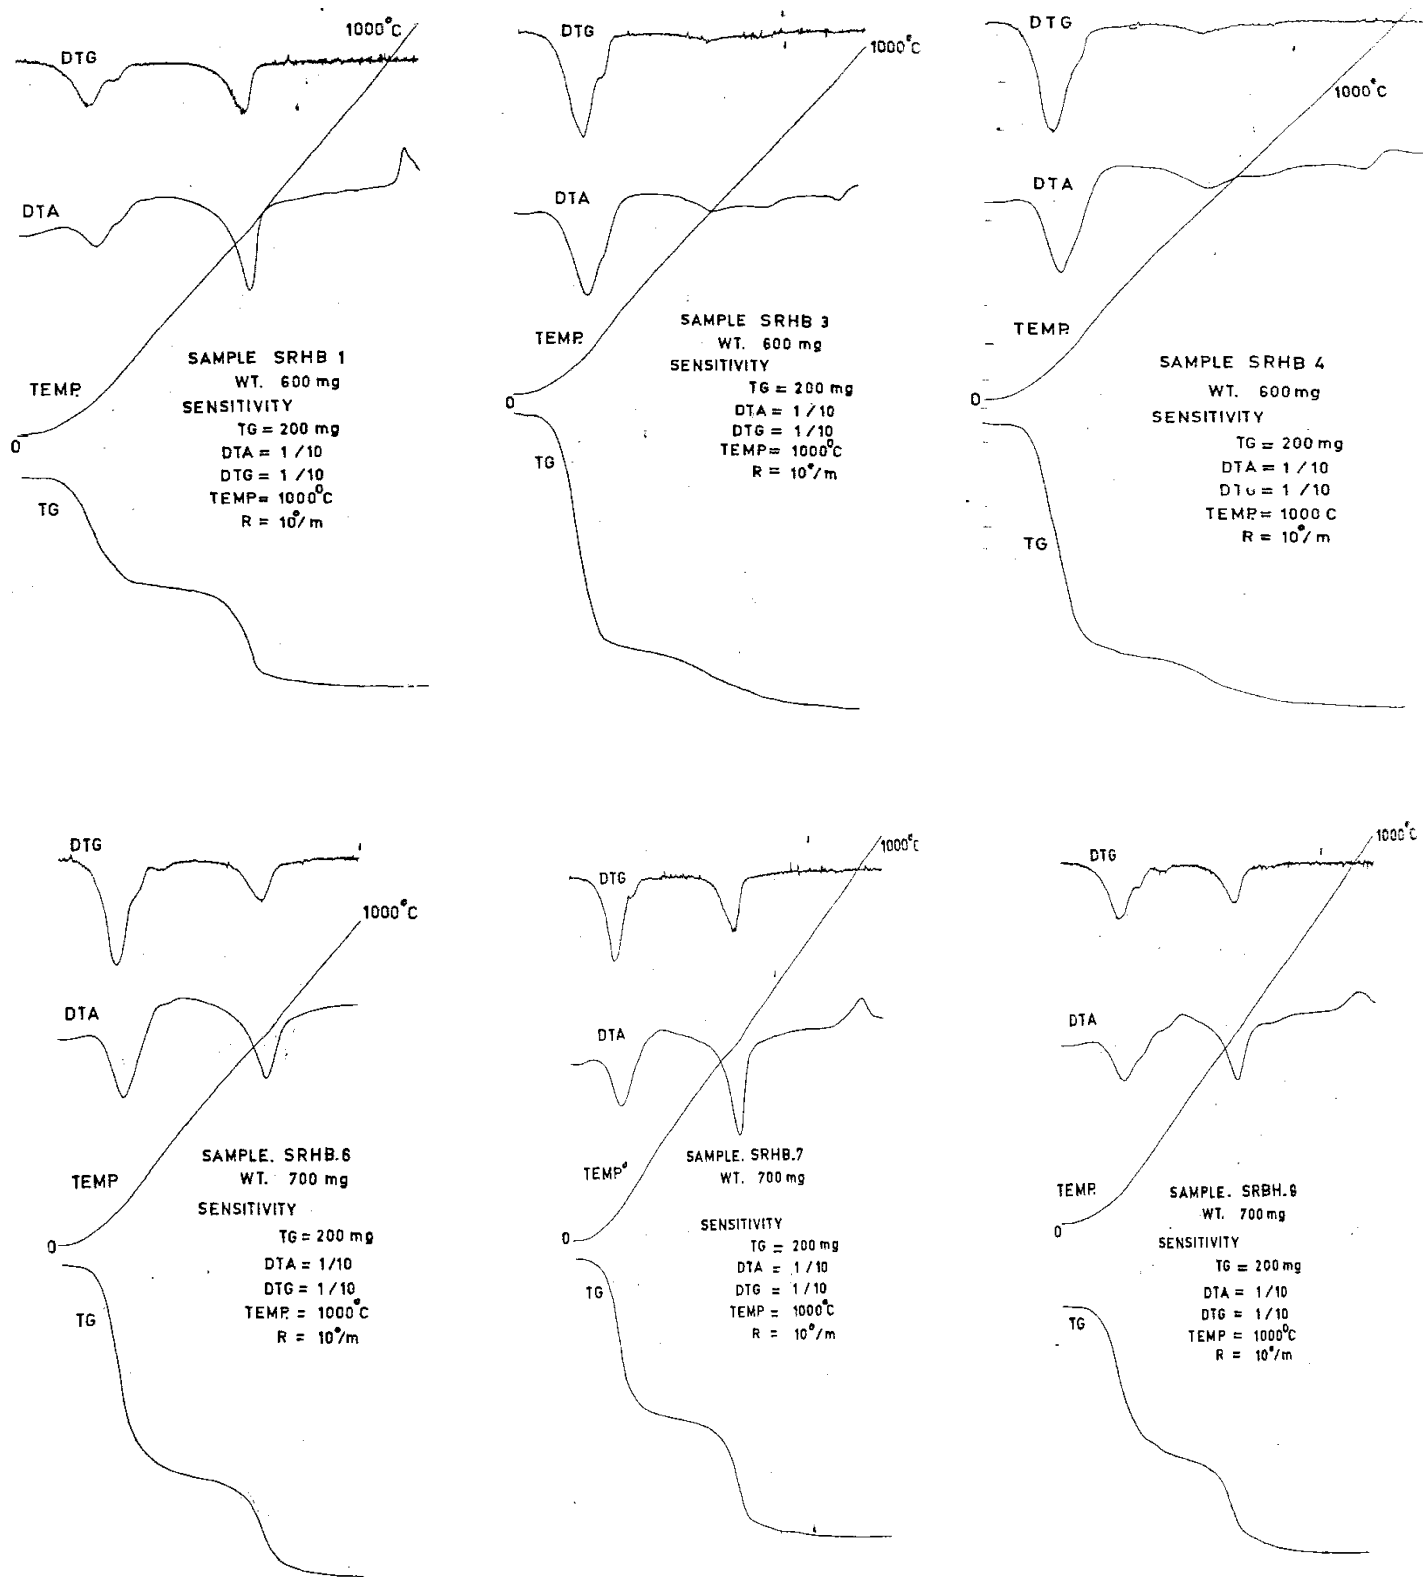 1000°C
DTG
DTA
TEMP.
SAMPLE SRHB 1
WT. 600 mg
SENSITIVITY
TG = 200 mg
DTA = 1/10
DTG = 1/10
TEMP = 1000°C
R = 10°/m
0
TG
DTG
1000°C
DTA
TEMP.
SAMPLE SRHB 3
WT. 600 mg
SENSITIVITY
TG = 200 mg
DTA = 1/10
DTG = 1/10
TEMP = 1000°C
R = 10°/m
0
TG
DTG
1000°C
DTA
TEMP.
SAMPLE SRHB 4
WT. 600 mg
SENSITIVITY
TG = 200 mg
DTA = 1/10
DTG = 1/10
TEMP = 1000 C
R = 10°/m
0
TG
DTG
1000°C
DTA
TEMP
SAMPLE. SRHB.6
WT. 700 mg
SENSITIVITY
TG = 200 mg
DTA = 1/10
DTG = 1/10
TEMP. = 1000°C
R = 10°/m
0
TG
1000°C
DTG
DTA
TEMP°
SAMPLE. SRHB.7
WT. 700 mg
SENSITIVITY
TG = 200 mg
DTA = 1/10
DTG = 1/10
TEMP = 1000°C
R = 10°/m
0
TG
1000°C
DTG
DTA
TEMP.
SAMPLE. SRBH.9
WT. 700 mg
SENSITIVITY
TG = 200 mg
DTA = 1/10
DTG = 1/10
TEMP = 1000°C
R = 10°/m
0
TG